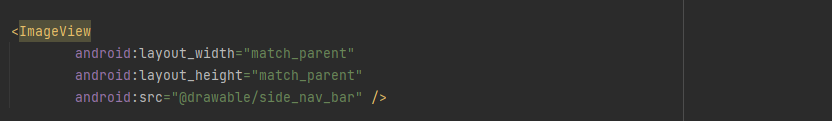 <ImageView
android:layout_width="match_parent"
android:layout_height="match_parent"
android:src="@drawable/side_nav_bar" />